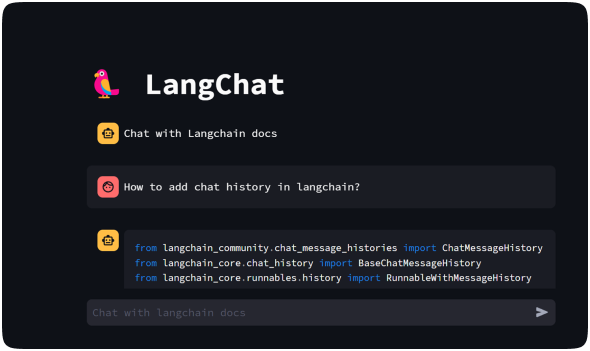 LangChat
Chat with Langchain docs
How to add chat history in langchain?
from langchain_community.chat_message_histories import ChatMessageHistory
from langchain_core.chat_history import BaseChatMessageHistory
from langchain_core.runnables.history import RunnableWithMessageHistory
Chat with langchain docs